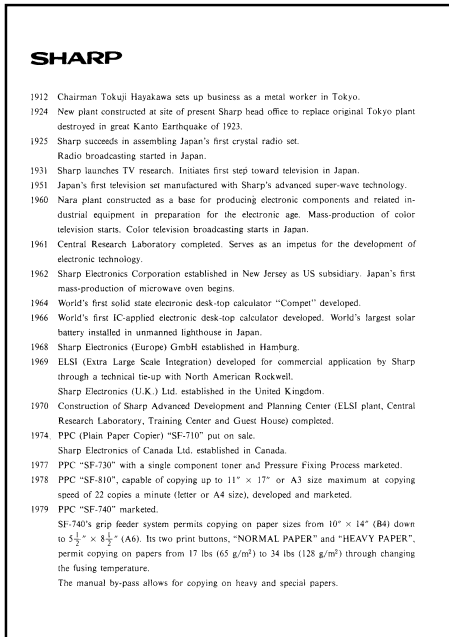 SHARP
1912 Chairman Tokuji Hayakawa sets up business as a metal worker in Tokyo.
1924 New plant constructed at site of present Sharp head office to replace original Tokyo plant
destroyed in great Kanto Earthquake of 1923.
1925 Sharp succeeds in assembling Japan's first crystal radio set.
Radio broadcasting started in Japan.
1931 Sharp launches TV research. Initiates first step toward television in Japan.
1951 Japan's first television set manufactured with Sharp's advanced super-wave technology.
1960 Nara plant constructed as a base for producing electronic components and related in-
dustrial equipment in preparation for the electronic age. Mass-production of color
television starts. Color television broadcasting starts in Japan.
1961 Central Research Laboratory completed. Serves as an impetus for the development of
electronic technology.
1962 Sharp Electronics Corporation established in New Jersey as US subsidiary. Japan's first
mass-production of microwave oven begins.
1964 World's first solid state electronic desk-top calculator "Compet" developed.
1966 World's first IC-applied electronic desk-top calculator developed. World's largest solar
battery installed in unmanned lighthouse in Japan.
1968 Sharp Electronics (Europe) GmbH established in Hamburg.
1969 ELSI (Extra Large Scale Integration) developed for commercial application by Sharp
through a technical tie-up with North American Rockwell.
Sharp Electronics (U.K.) Ltd. established in the United Kingdom.
1970 Construction of Sharp Advanced Development and Planning Center (ELSI plant, Central
Research Laboratory, Training Center and Guest House) completed.
1974 PPC (Plain Paper Copier) "SF-710" put on sale.
Sharp Electronics of Canada Ltd. established in Canada.
1977 PPC "SF-730" with a single component toner and Pressure Fixing Process marketed.
1978 PPC "SF-810", capable of copying up to 11" × 17" or A3 size maximum at copying
speed of 22 copies a minute (letter or A4 size), developed and marketed.
1979 PPC "SF-740" marketed.
SF-740's grip feeder system permits copying on paper sizes from 10" × 14" (B4) down
to 5½" × 8½" (A6). Its two print buttons, "NORMAL PAPER" and "HEAVY PAPER",
permit copying on papers from 17 lbs (65 g/m²) to 34 lbs (128 g/m²) through changing
the fusing temperature.
The manual by-pass allows for copying on heavy and special papers.